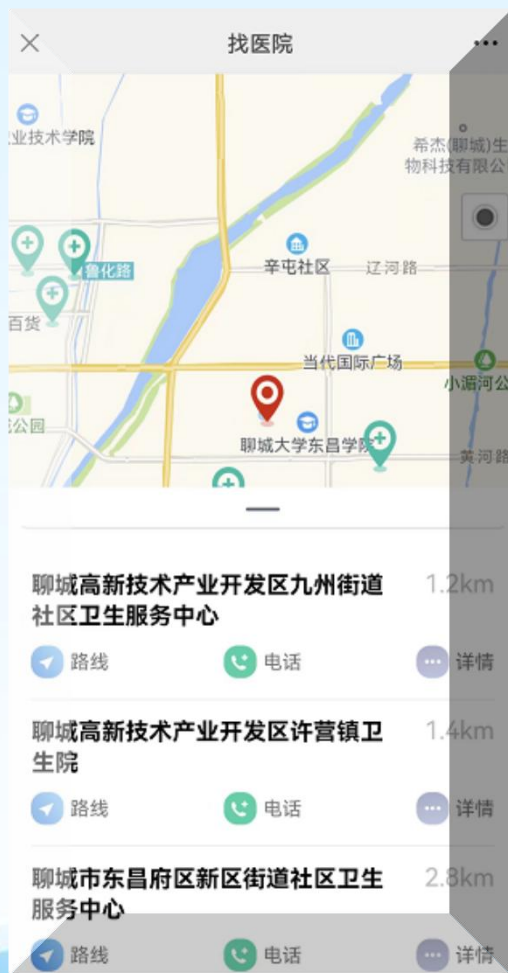 找医院
业技术学院
希杰(聊城)生
物科技有限公
鲁化路
辛屯社区
辽河路
百货
当代国际广场
小湄河公
公园
聊城大学东昌学院
黄河路
聊城高新技术产业开发区九州街道
1.2km
社区卫生服务中心
路线
电话
详情
聊城高新技术产业开发区许营镇卫
1.4km
生院
路线
电话
详情
聊城市东昌府区新区街道社区卫生
2.8km
服务中心
路线
电话
详情